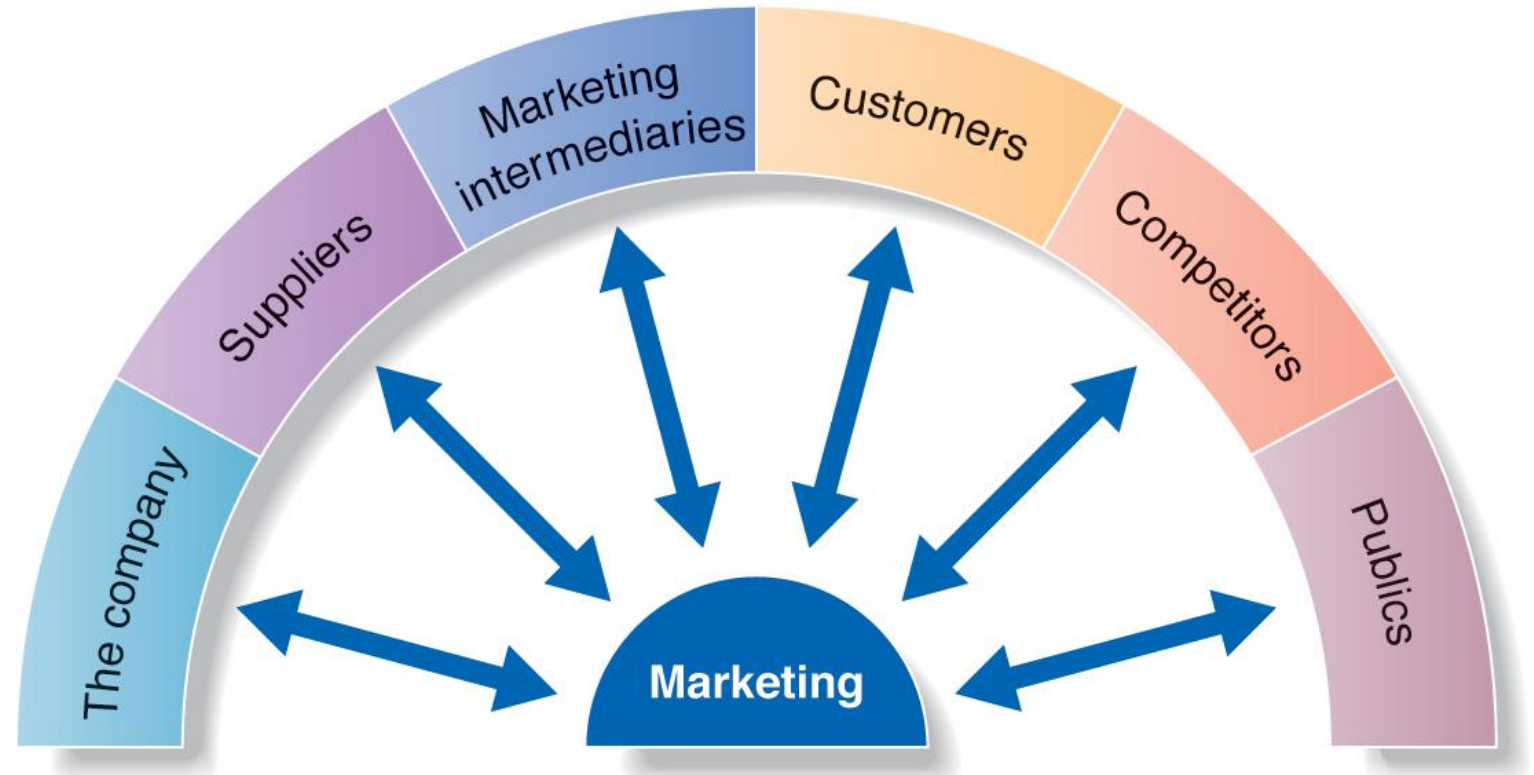 The company
Suppliers
Marketing
intermediaries
Customers
Competitors
Publics
Marketing